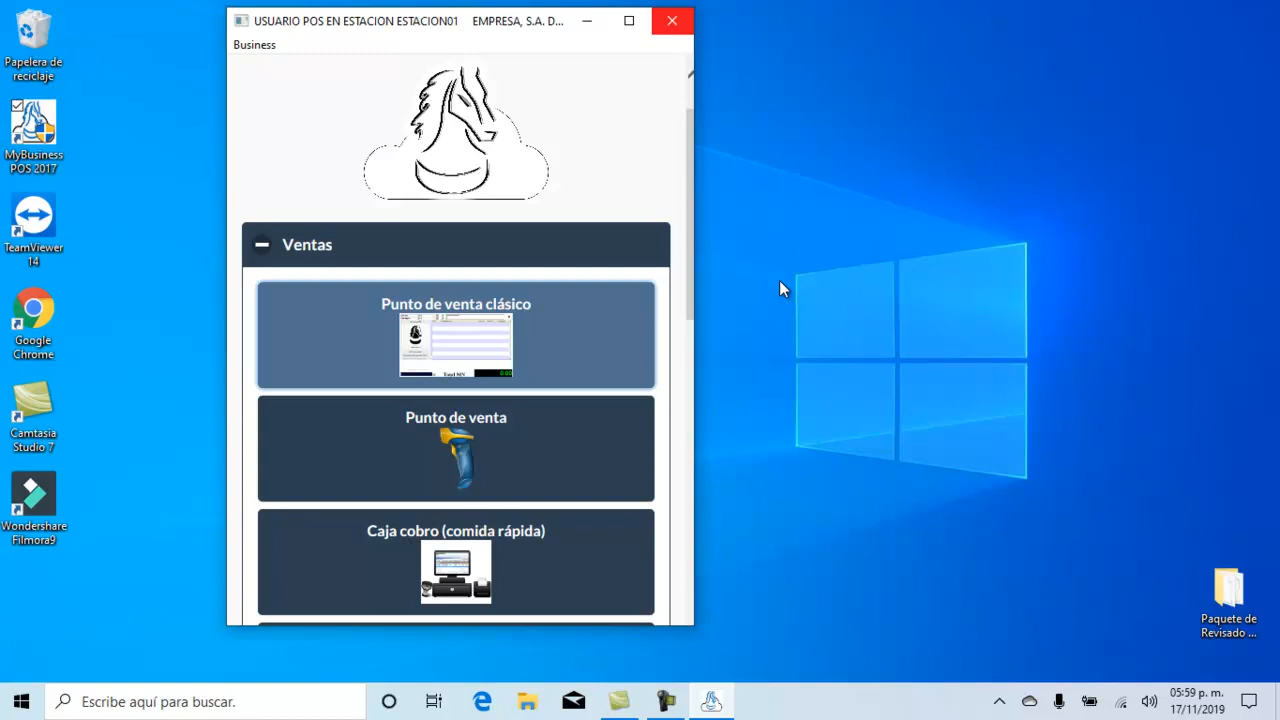 USUARIO POS EN ESTACION ESTACION01 EMPRESA, S.A. D...
Business
Ventas
Punto de venta clásico
Punto de venta
Caja cobro (comida rápida)
Papelera de
reciclaje
MyBusiness
POS 2017
TeamViewer
14
Google
Chrome
Camtasia
Studio 7
Wondershare
Filmora9
Paquete de
Revisado ...
Escribe aquí para buscar.
05:59 p. m.
17/11/2019